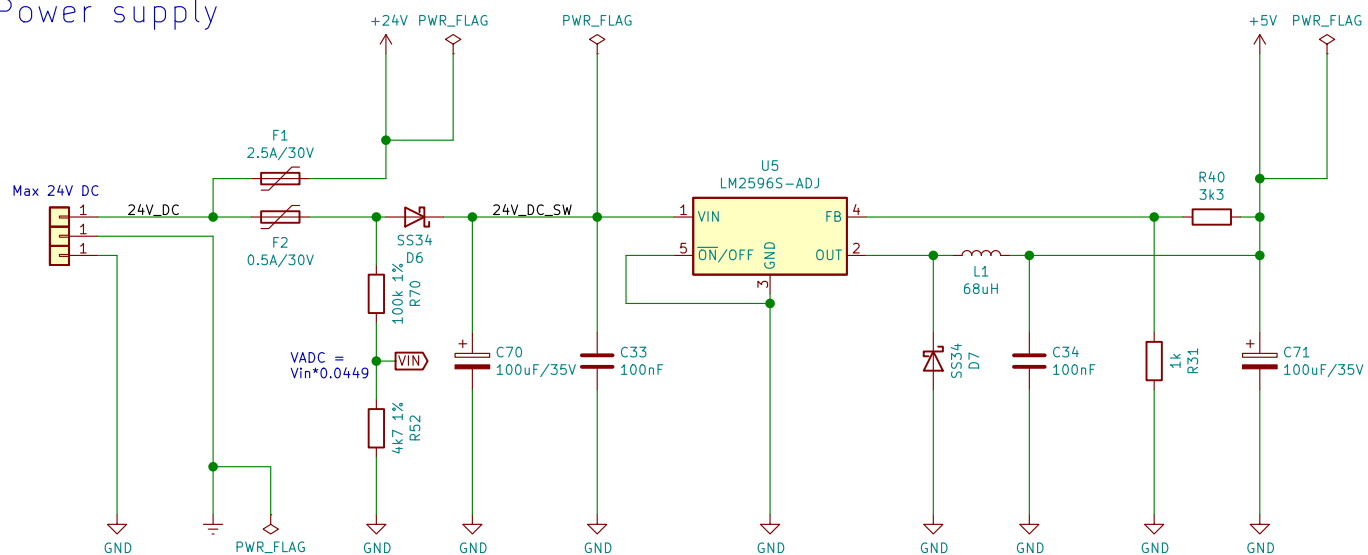 Power supply
+24V PWR_FLAG
PWR_FLAG
+5V PWR_FLAG
F1
2.5A/30V
Max 24V DC
1
1
1
24V_DC
F2
0.5A/30V
SS34
D6
24V_DC_SW
100k 1%
R70
VADC =
Vin*0.0449
VIN
4k7 1%
R52
+
C70
100uF/35V
C33
100nF
U5
LM2596S-ADJ
1
VIN
5
ON/OFF
GND
3
FB
4
OUT
2
L1
68uH
SS34
D7
C34
100nF
1k
R31
R40
3k3
+
C71
100uF/35V
GND
PWR_FLAG
GND
GND
GND
GND
GND
GND
GND
GND